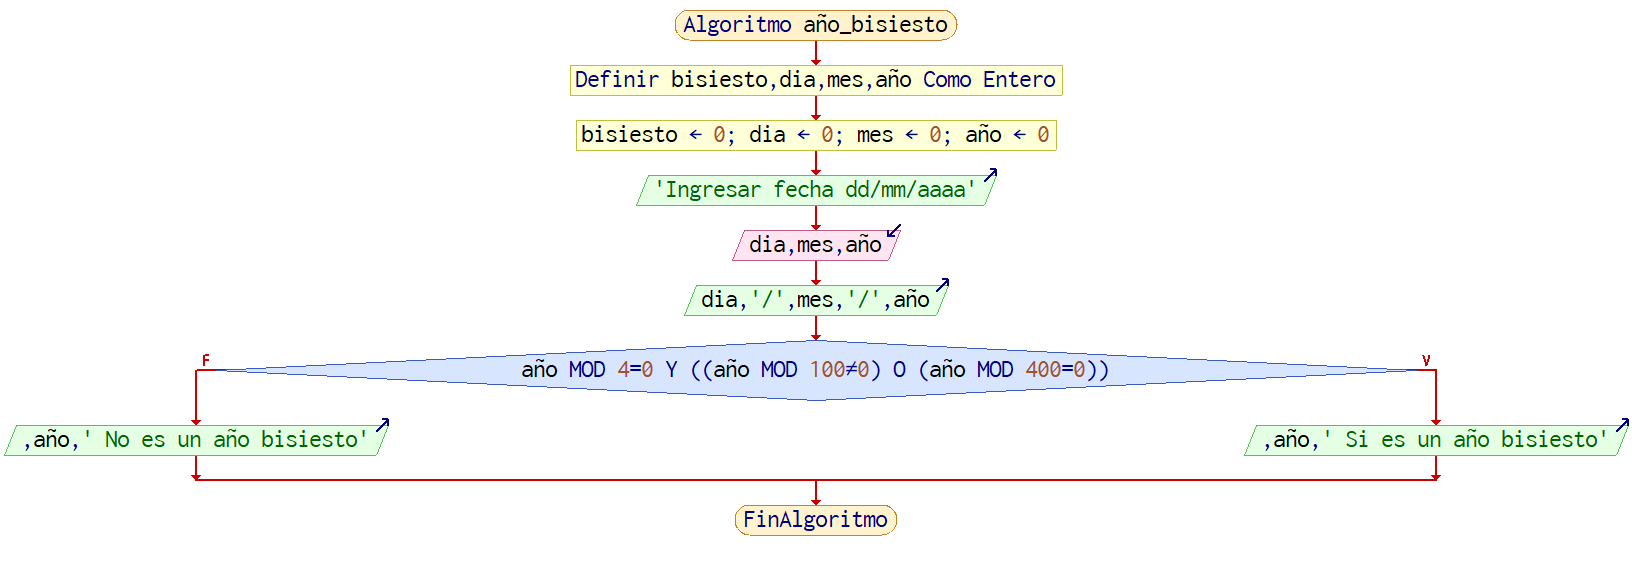 Algoritmo año_bisiesto
Definir bisiesto,dia,mes,año Como Entero
bisiesto ← 0; dia ← 0; mes ← 0; año ← 0
'Ingresar fecha dd/mm/aaaa'
dia,mes,año
dia,'/',mes,'/',año
F
V
año MOD 4=0 Y ((año MOD 100≠0) O (año MOD 400=0))
,año,' No es un año bisiesto'
,año,' Si es un año bisiesto'
FinAlgoritmo